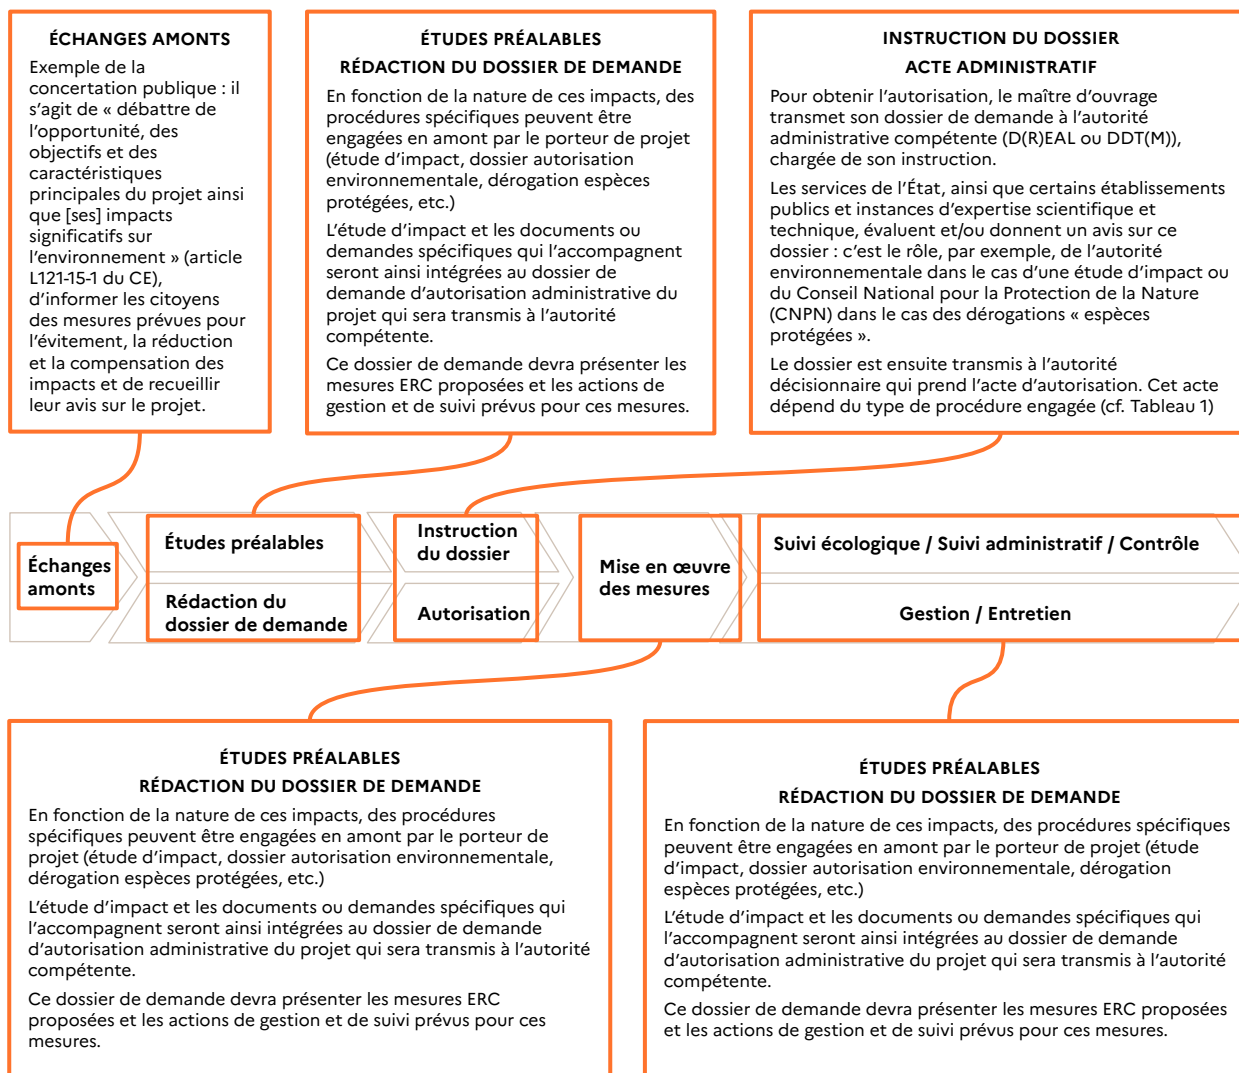 ÉCHANGES AMONTS
Exemple de la
concertation publique : il
s’agit de « débattre de
l’opportunité, des
objectifs et des
caractéristiques
principales du projet ainsi
que [ses] impacts
significatifs sur
l’environnement » (article
L121-15-1 du CE),
d’informer les citoyens
des mesures prévues pour
l’évitement, la réduction
et la compensation des
impacts et de recueillir
leur avis sur le projet.
ÉTUDES PRÉALABLES
RÉDACTION DU DOSSIER DE DEMANDE
En fonction de la nature de ces impacts, des
procédures spécifiques peuvent être
engagées en amont par le porteur de projet
(étude d’impact, dossier autorisation
environnementale, dérogation espèces
protégées, etc.)
L’étude d’impact et les documents ou
demandes spécifiques qui l’accompagnent
seront ainsi intégrées au dossier de
demande d’autorisation administrative du
projet qui sera transmis à l’autorité
compétente.
Ce dossier de demande devra présenter les
mesures ERC proposées et les actions de
gestion et de suivi prévus pour ces mesures.
INSTRUCTION DU DOSSIER
ACTE ADMINISTRATIF
Pour obtenir l’autorisation, le maître d’ouvrage
transmet son dossier de demande à l’autorité
administrative compétente (D(R)EAL ou DDT(M)),
chargée de son instruction.
Les services de l’État, ainsi que certains établissements
publics et instances d’expertise scientifique et
technique, évaluent et/ou donnent un avis sur ce
dossier : c’est le rôle, par exemple, de l’autorité
environnementale dans le cas d’une étude d’impact ou
du Conseil National pour la Protection de la Nature
(CNPN) dans le cas des dérogations « espèces
protégées ».
Le dossier est ensuite transmis à l’autorité
décisionnaire qui prend l’acte d’autorisation. Cet acte
dépend du type de procédure engagée (cf. Tableau 1)
Échanges
amonts
Études préalables
Rédaction du
dossier de demande
Instruction
du dossier
Autorisation
Mise en œuvre
des mesures
Suivi écologique / Suivi administratif / Contrôle
Gestion / Entretien
ÉTUDES PRÉALABLES
RÉDACTION DU DOSSIER DE DEMANDE
En fonction de la nature de ces impacts, des procédures
spécifiques peuvent être engagées en amont par le porteur de
projet (étude d’impact, dossier autorisation environnementale,
dérogation espèces protégées, etc.)
L’étude d’impact et les documents ou demandes spécifiques qui
l’accompagnent seront ainsi intégrées au dossier de demande
d’autorisation administrative du projet qui sera transmis à l’autorité
compétente.
Ce dossier de demande devra présenter les mesures ERC
proposées et les actions de gestion et de suivi prévus pour ces
mesures.
ÉTUDES PRÉALABLES
RÉDACTION DU DOSSIER DE DEMANDE
En fonction de la nature de ces impacts, des procédures spécifiques
peuvent être engagées en amont par le porteur de projet (étude
d’impact, dossier autorisation environnementale, dérogation
espèces protégées, etc.)
L’étude d’impact et les documents ou demandes spécifiques qui
l’accompagnent seront ainsi intégrées au dossier de demande
d’autorisation administrative du projet qui sera transmis à l’autorité
compétente.
Ce dossier de demande devra présenter les mesures ERC proposées
et les actions de gestion et de suivi prévus pour ces mesures.